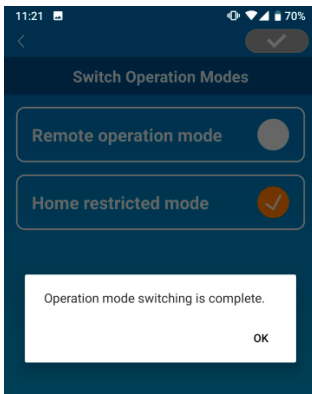 11:21 70%
Switch Operation Modes
Remote operation mode
Home restricted mode
Operation mode switching is complete.
OK